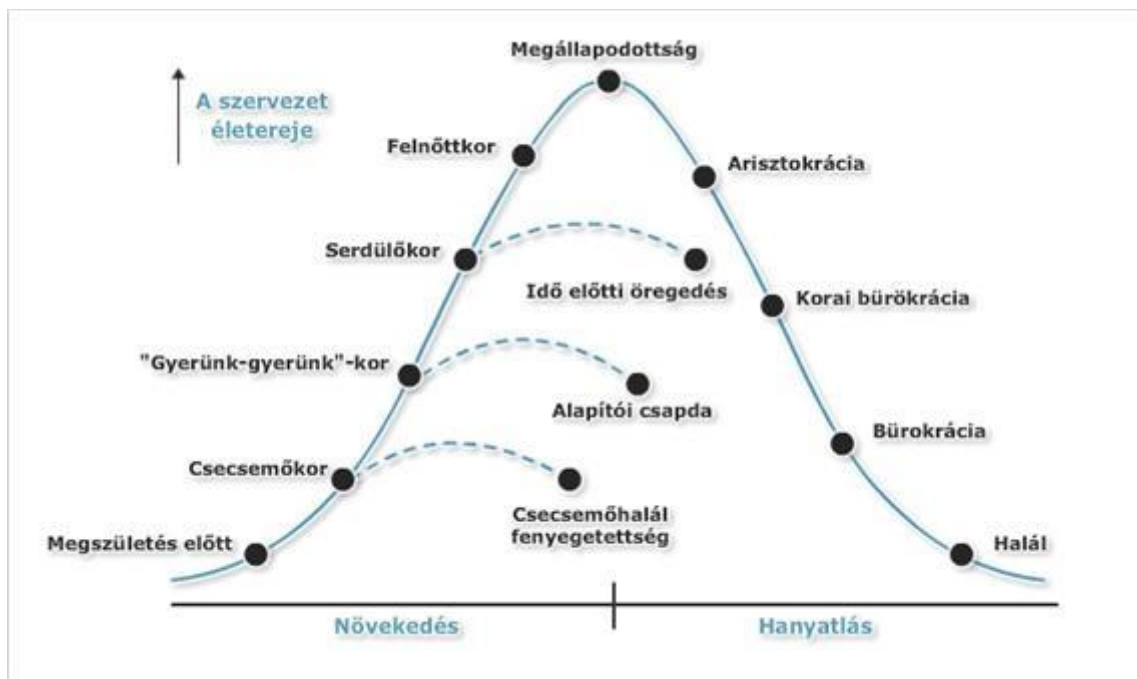 Megállapodottság
A szervezet
életereje
Felnőttkor
Arisztokrácia
Serdülőkor
Idő előtti öregedés
Korai bürökrácia
"Gyerünk-gyerünk"-kor
Alapítói csapda
Bürokrácia
Csecsemőkor
Csecsemőhalál
fenyegetettség
Megszületés előtt
Halál
Növekedés
Hanyatlás